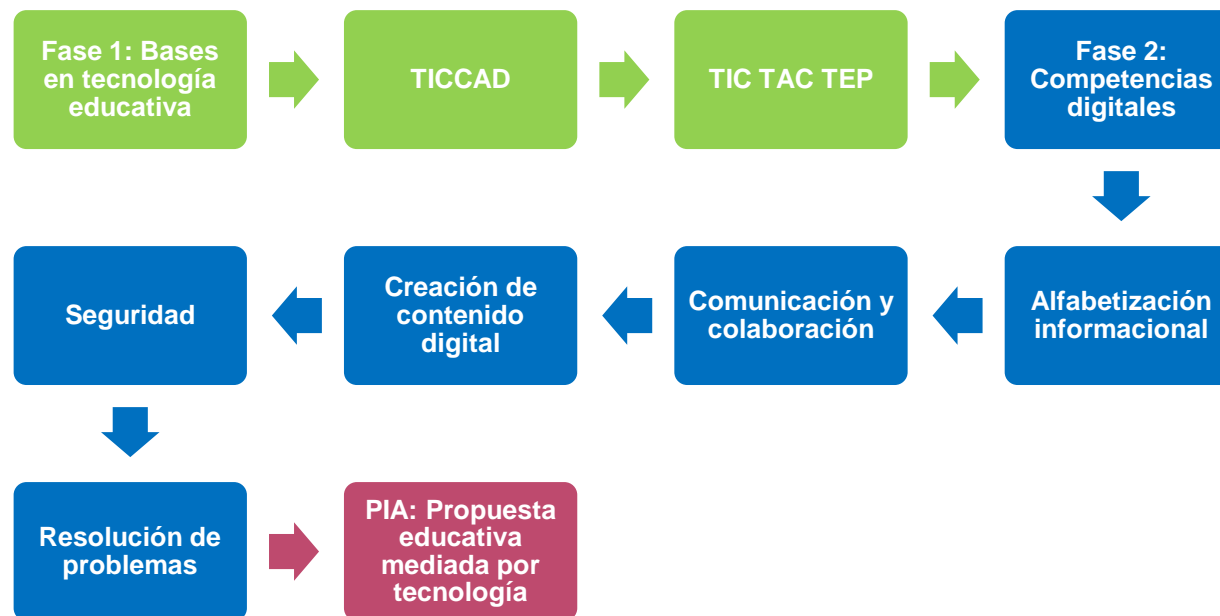 Fase 1: Bases
en tecnología
educativa
TICCAD
TIC TAC TEP
Fase 2:
Competencias
digitales
Alfabetización
informacional
Comunicación y
colaboración
Creación de
contenido
digital
Seguridad
Resolución de
problemas
PIA: Propuesta
educativa
mediada por
tecnología